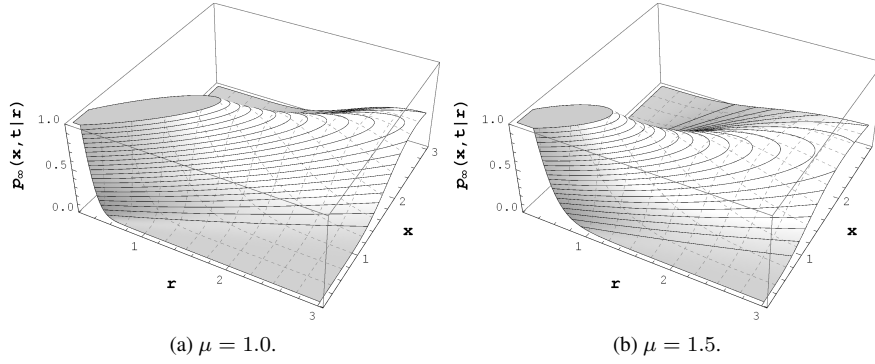 p∞(x,t|r)
1.0
0.5
0.0
1
2
3
r
1
2
3
x
(a) μ = 1.0.
p∞(x,t|r)
1.0
0.5
0.0
1
2
3
r
1
2
3
x
(b) μ = 1.5.